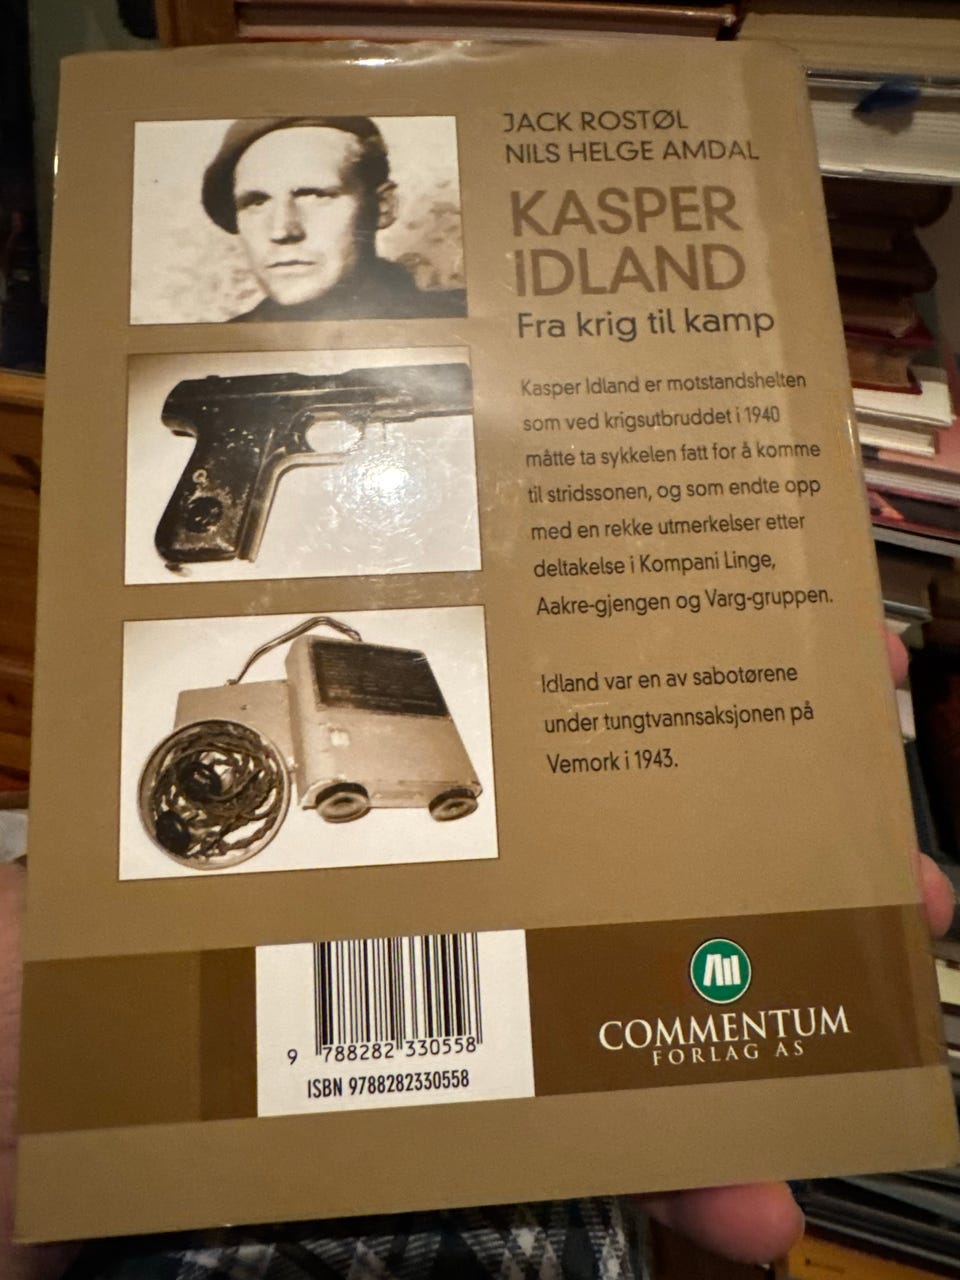 JACK ROSTØL
NILS HELGE AMDAL
KASPER
IDLAND
Fra krig til kamp
Kasper Idland er motstandshelten
som ved krigsutbruddet i 1940
måtte ta sykkelen fatt for å komme
til stridssonen, og som endte opp
med en rekke utmerkelser etter
deltakelse i Kompani Linge,
Aakre-gjengen og Varg-gruppen.
Idland var en av sabotørene
under tungtvannsaksjonen på
Vemork i 1943.
9 788282 330558
ISBN 9788282330558
COMMENTUM
FORLAG AS